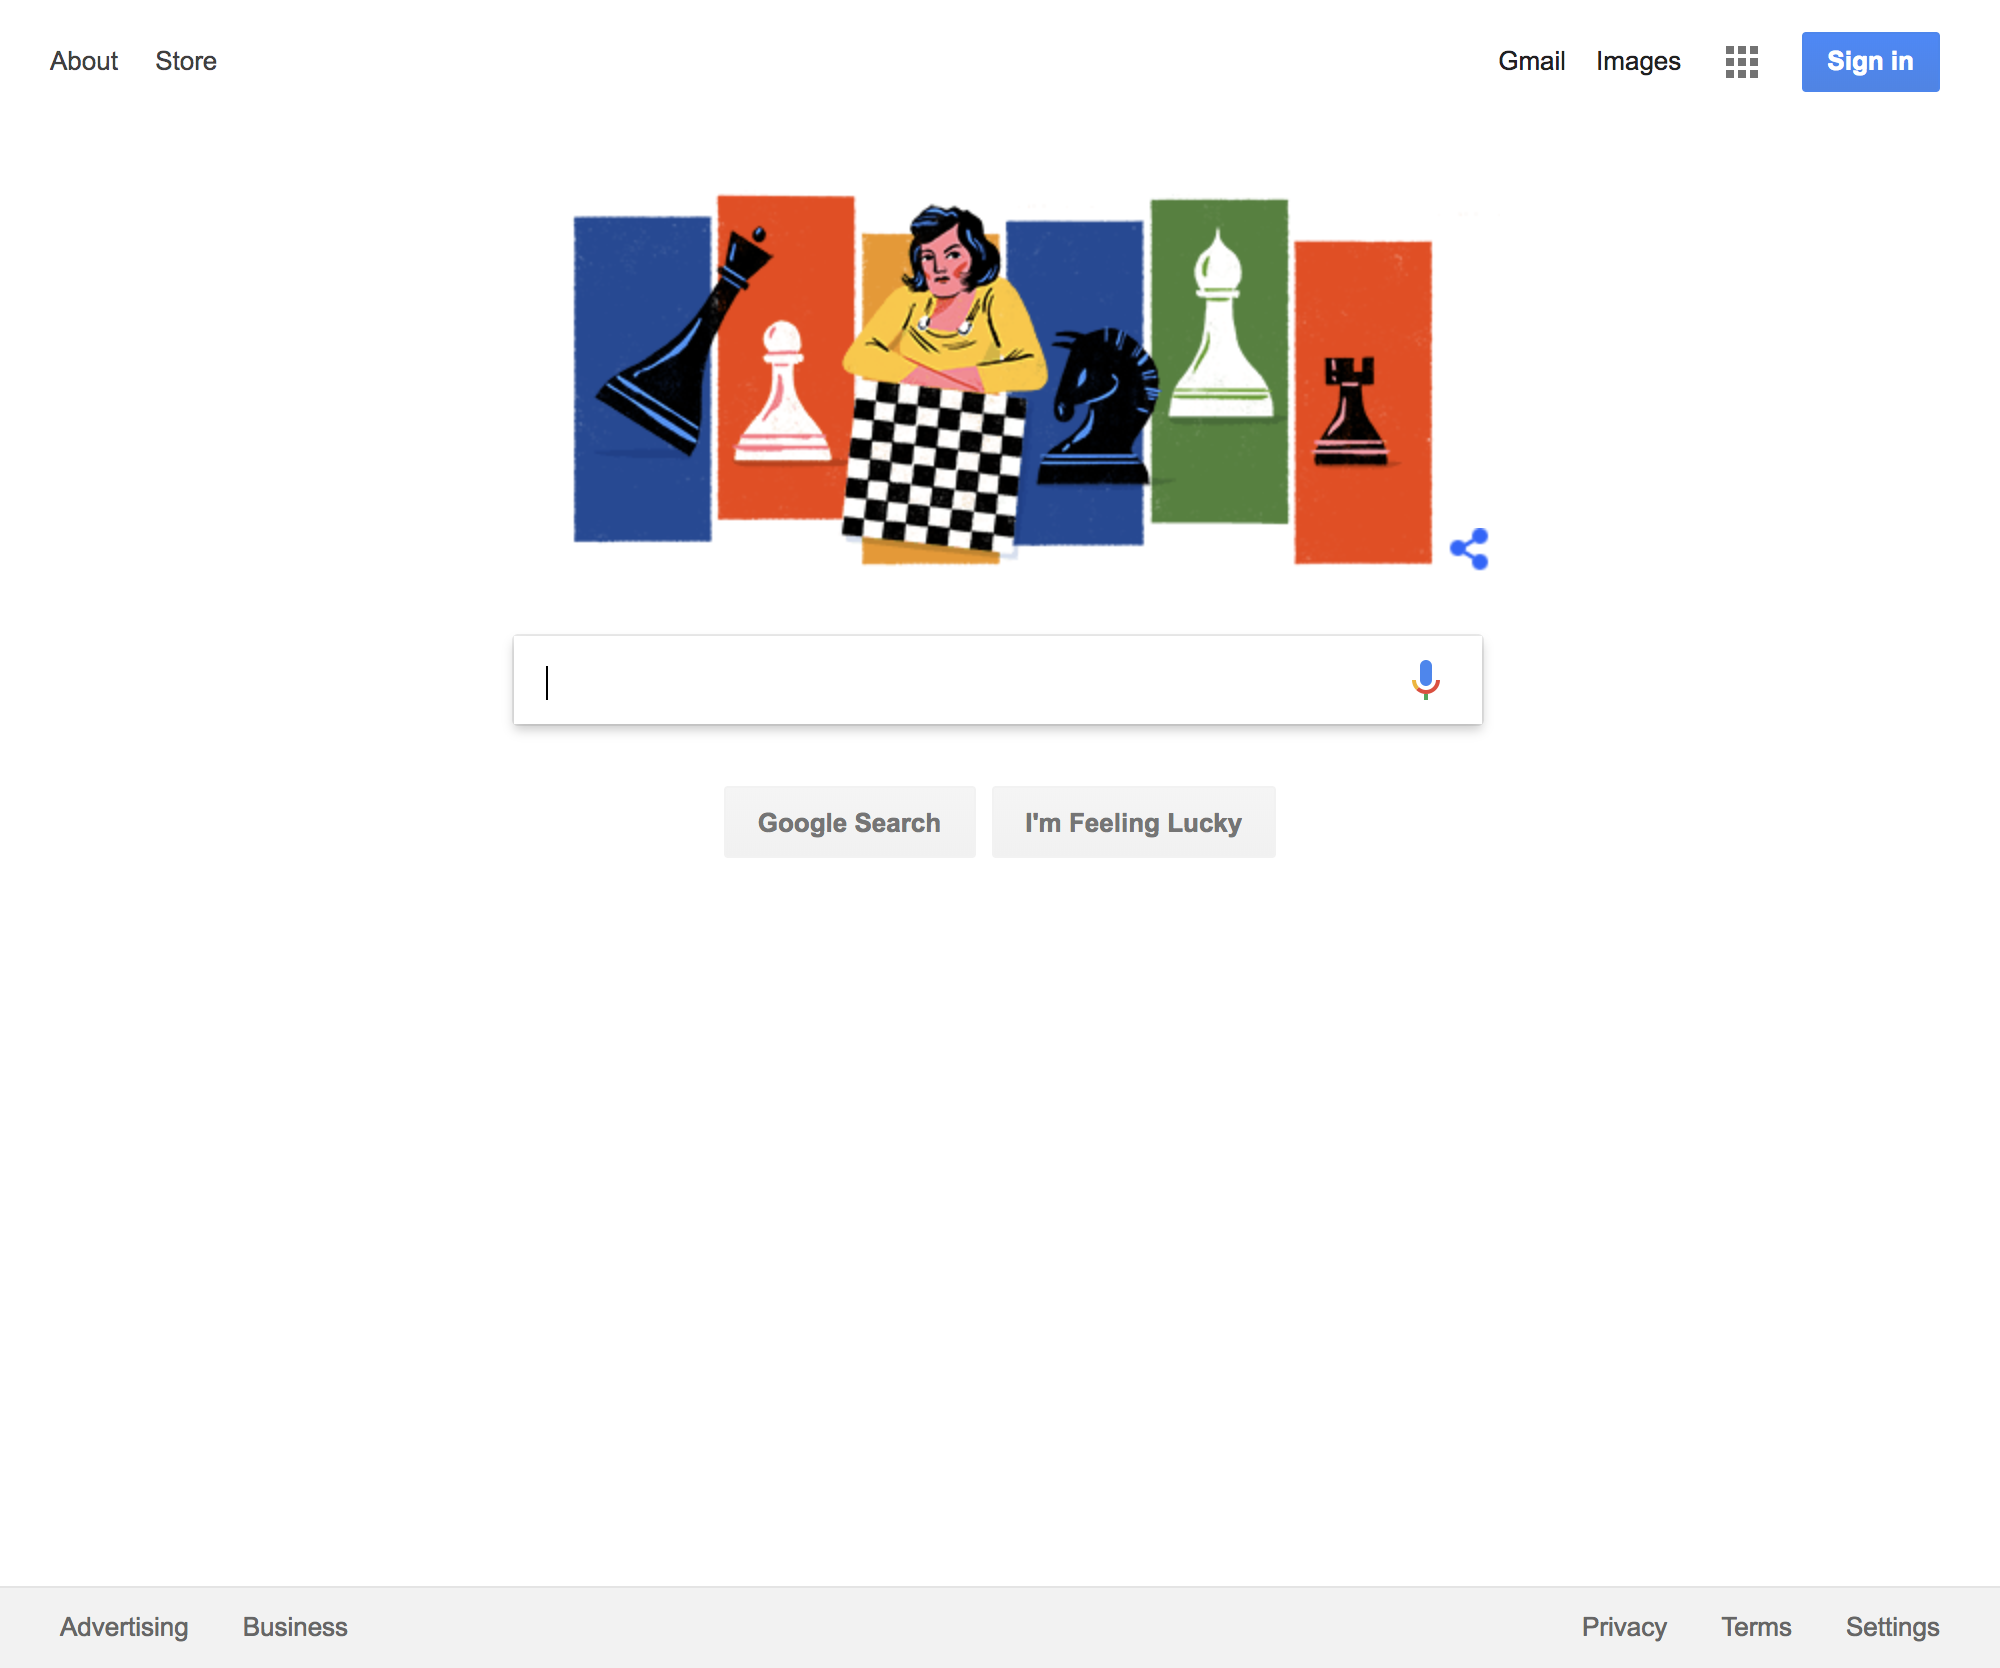 About Store Gmail Images Sign in
Google Search I'm Feeling Lucky
Advertising Business Privacy Terms Settings